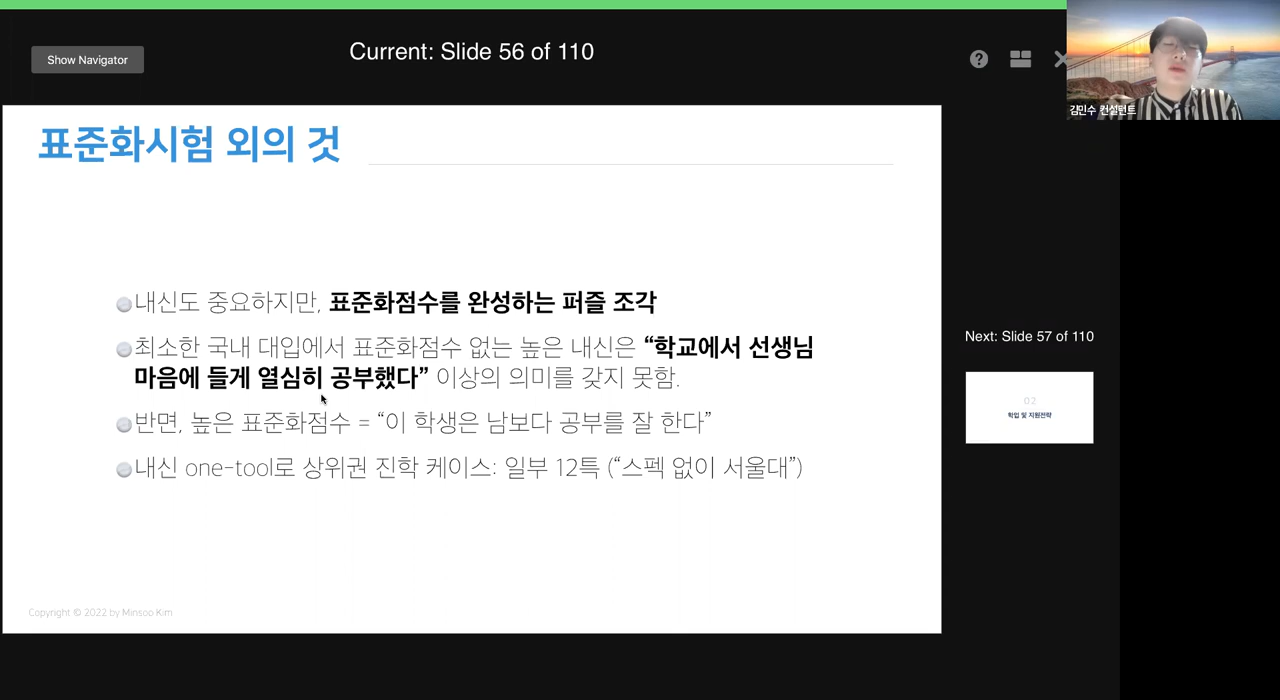 Show Navigator
Current: Slide 56 of 110
?
김민수 컨설턴트
표준화시험 외의 것
내신도 중요하지만, 표준화점수를 완성하는 퍼즐 조각
최소한 국내 대입에서 표준화점수 없는 높은 내신은 “학교에서 선생님
마음에 들게 열심히 공부했다” 이상의 의미를 갖지 못함.
반면, 높은 표준화점수 = “이 학생은 남보다 공부를 잘 한다”
내신 one-tool로 상위권 진학 케이스: 일부 12특 (“스펙 없이 서울대”)
Copyright © 2022 by Minsoo Kim
Next: Slide 57 of 110
02
학입 및 지원전략